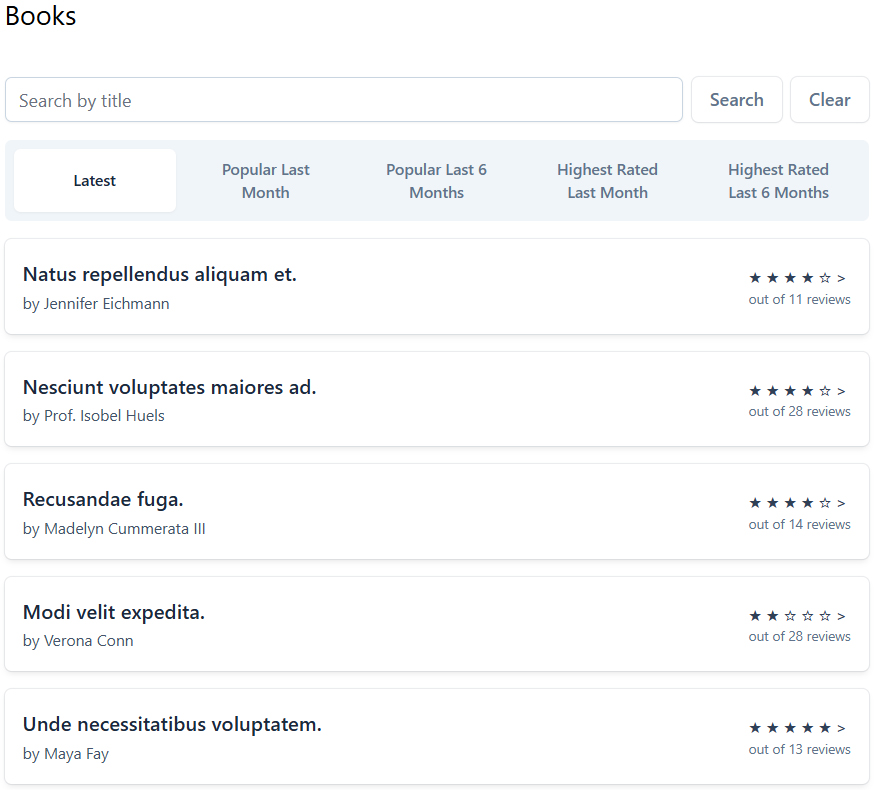 Books
Search by title
Search
Clear
Latest
Popular Last
Month
Popular Last 6
Months
Highest Rated
Last Month
Highest Rated
Last 6 Months
Natus repellendus aliquam et.
by Jennifer Eichmann
★ ★ ★ ★ ☆ >
out of 11 reviews
Nesciunt voluptates maiores ad.
by Prof. Isobel Huels
★ ★ ★ ★ ☆ >
out of 28 reviews
Recusandae fuga.
by Madelyn Cummerata III
★ ★ ★ ★ ☆ >
out of 14 reviews
Modi velit expedita.
by Verona Conn
★ ★ ☆ ☆ ☆ >
out of 28 reviews
Unde necessitatibus voluptatem.
by Maya Fay
★ ★ ★ ★ ★ >
out of 13 reviews